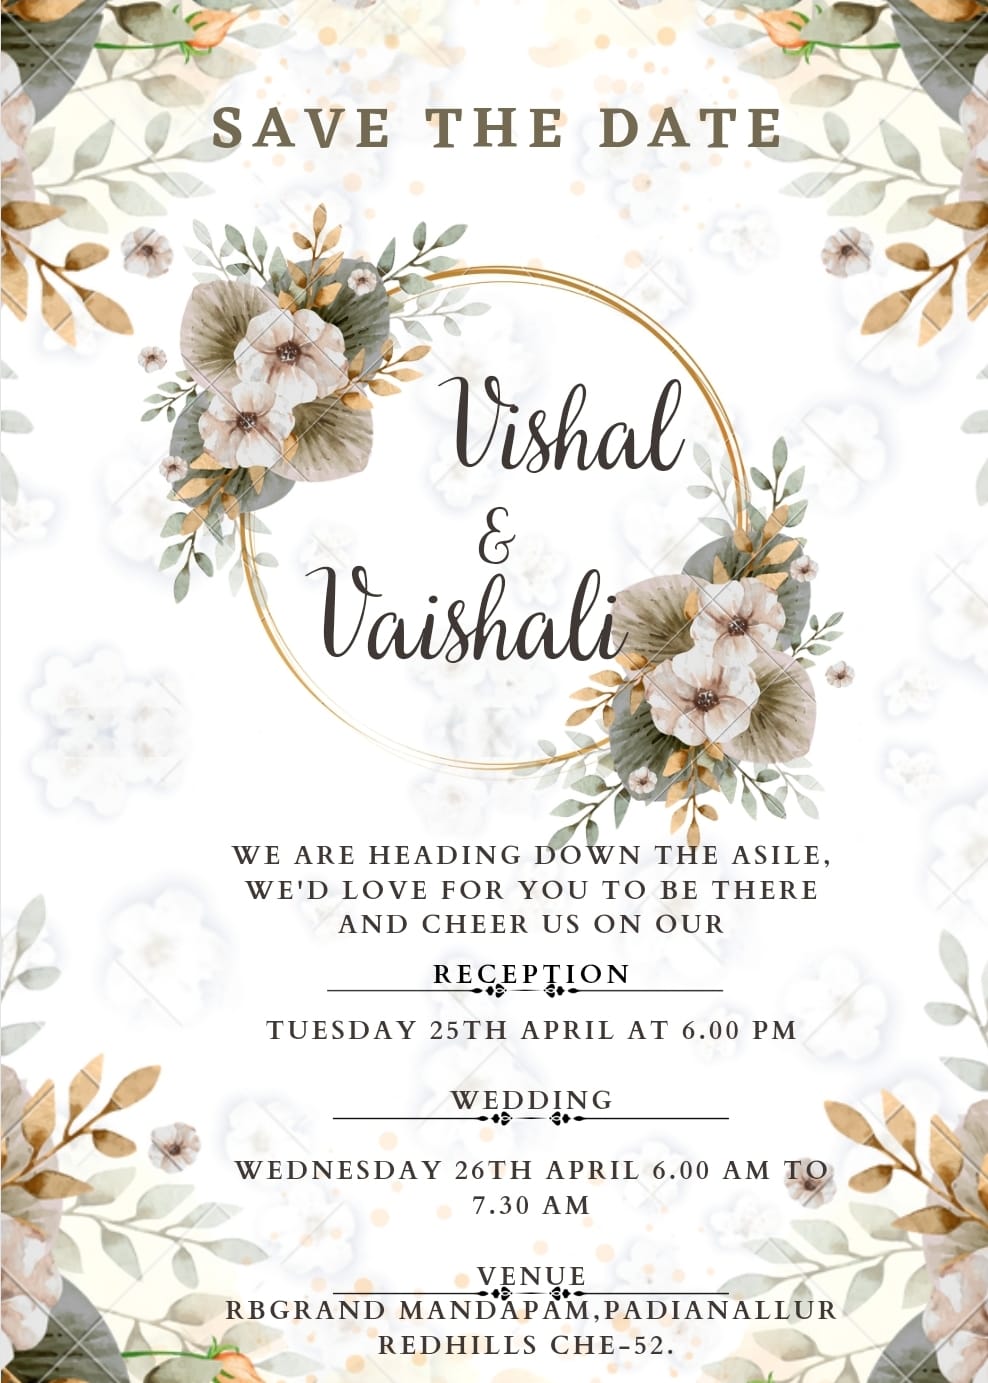 SAVE THE DATE
Vishal
&
Vaishali
WE ARE HEADING DOWN THE ASILE,
WE'D LOVE FOR YOU TO BE THERE
AND CHEER US ON OUR
RECEPTION
TUESDAY 25TH APRIL AT 6.00 PM
WEDDING
WEDNESDAY 26TH APRIL 6.00 AM TO
7.30 AM
VENUE
RBGRAND MANDAPAM,PADIANALLUR
REDHILLS CHE-52.